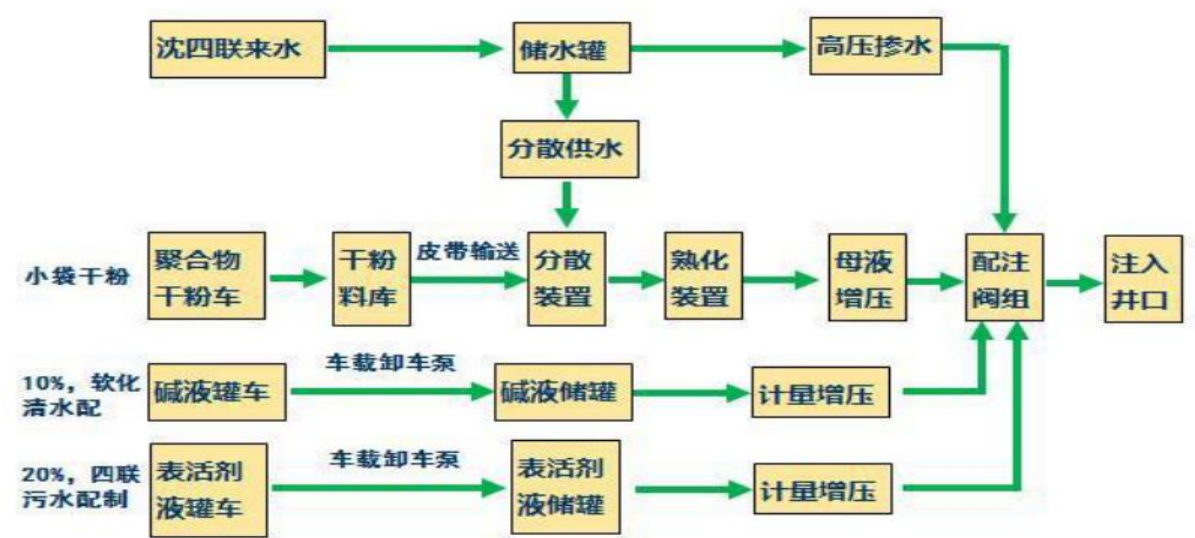 沈四联来水
储水罐
高压掺水
分散供水
小袋干粉
聚合物
干粉车
干粉
料库
皮带输送
分散
装置
熟化
装置
母液
增压
配注
阀组
注入
井口
10%，软化
清水配
碱液罐车
车载卸车泵
碱液储罐
计量增压
20%，四联
污水配制
表活剂
液罐车
车载卸车泵
表活剂
液储罐
计量增压